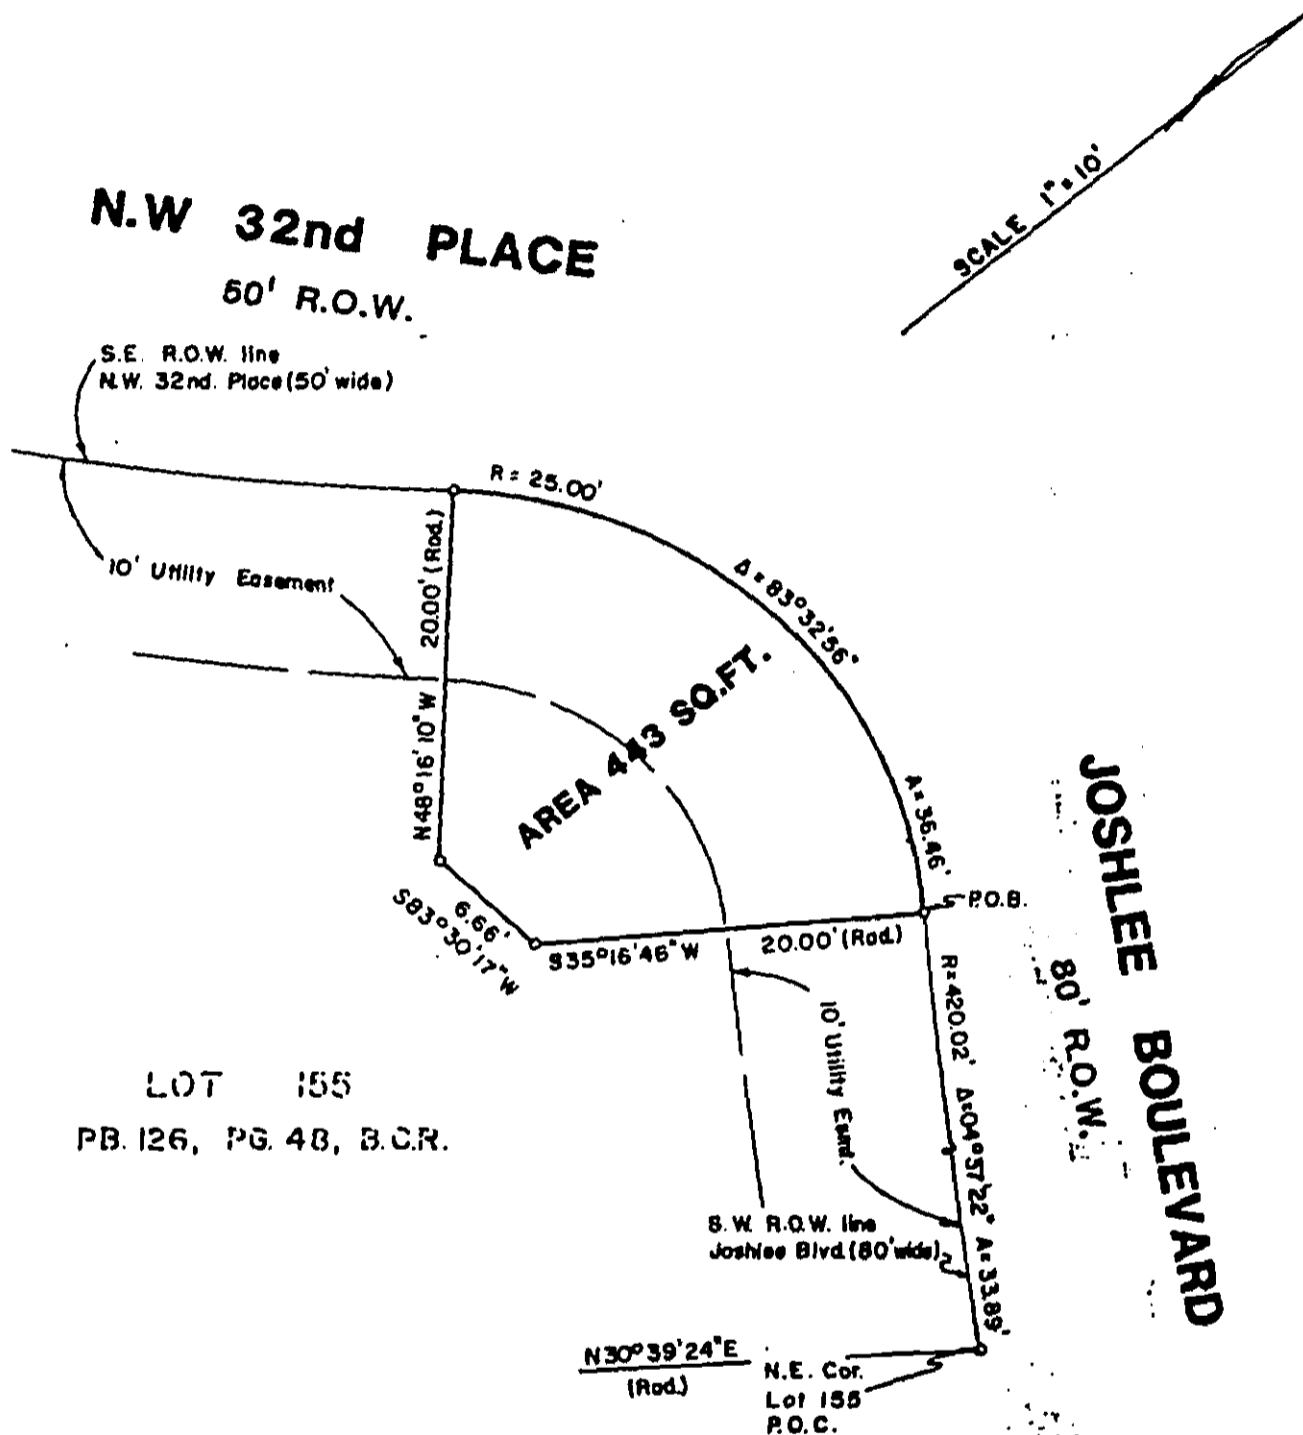 SCALE 1"=10'
N.W 32nd PLACE
50' R.O.W.
S.E. R.O.W. line
N.W. 32nd. Place (50' wide)
R = 25.00'
10' Utility Easement
20.00' (Rad.)
N48°16'10"W
Δ = 83°32'56"
AREA 443 SQ.FT.
A = 36.46'
P.O.B.
6.66'
S83°30'17"W
S35°16'46"W
20.00' (Rad.)
JOSHLEE BOULEVARD
80' R.O.W.
R=420.02' Δ=04°37'22" A=33.89'
10' Utility Esmt.
LOT 155
PB. 126, PG. 48, B.C.R.
S.W. R.O.W. line
Joshlee Blvd. (80' wide)
N30°39'24"E
(Rad.)
N.E. Cor.
Lot 155
P.O.C.